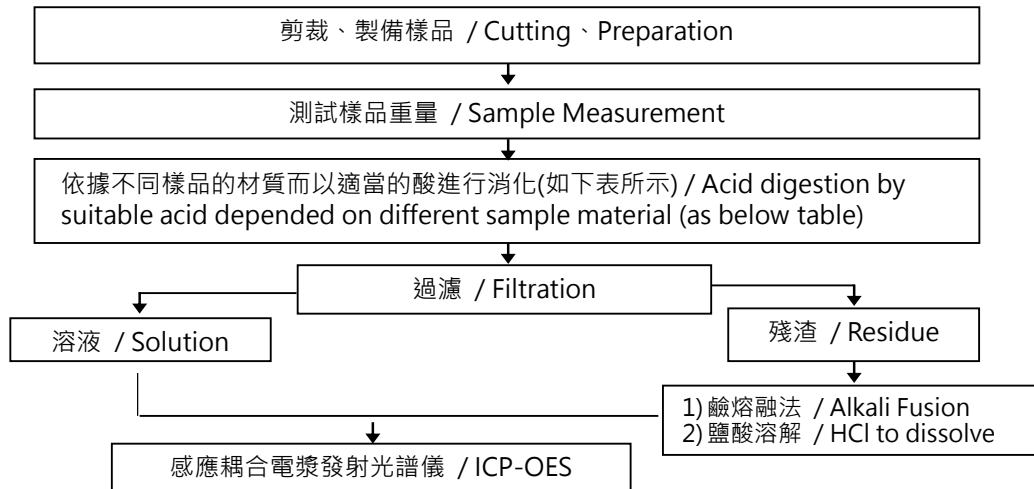 剪裁、製備樣品 / Cutting、Preparation
測試樣品重量 / Sample Measurement
依據不同樣品的材質而以適當的酸進行消化(如下表所示) / Acid digestion by
suitable acid depended on different sample material (as below table)
過濾 / Filtration
溶液 / Solution
殘渣 / Residue
1) 鹼熔融法 / Alkali Fusion
2) 鹽酸溶解 / HCl to dissolve
感應耦合電漿發射光譜儀 / ICP-OES